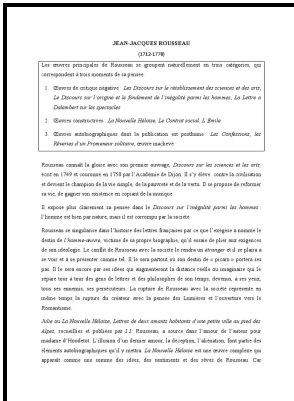 JEAN-JACQUES ROUSSEAU
(1712-1778)
Les œuvres principales de Rousseau se groupent naturellement en trois catégories, qui
correspondent à trois moments de sa pensée
1. Œuvres de critique négative : Les Discours sur le rétablissement des sciences et des arts,
Le Discours sur l'origine et le fondement de l'inégalité parmi les hommes, La Lettre a
Dalembert sur les spectacles
2. Œuvres constructives : La Nouvelle Héloïse, Le Contrat social, L'Emile
3. Œuvres autobiographiques dont la publication est posthume : Les Confessions, les
Rêveries d'un Promeneur solitaire, œuvre inachevé
Rousseau connaît la gloire avec son premier ouvrage, Discours sur les sciences et les arts,
écrit en 1749 et couronné en 1750 par l'Académie de Dijon. Il s'y élève contre la civilisation
et devient le champion de la vie simple, de la pauvreté et de la vertu. Il se propose de reformer
sa vie, de gagner son existence en copiant de la musique.
Il expose plus clairement sa pensée dans le Discours sur l'inégalité parmi les hommes :
l'homme est bien par nature, mais il est corrompu par la société.
Rousseau se singularise dans l'histoire des lettres françaises par ce que l'exégèse a nommé le
destin de l'homme-œuvre, victime de sa propre biographie, qu'il essaie de plier aux exigences
de son idéologie. Le conflit de Rousseau avec la société le rendra un étranger et il se plaira a
se voir et à se présenter comme tel. Il le sera partout où son destin de « picaro » portera ses
pas. Il le sera encore par ses idées qui augmenteront la distance réelle ou imaginaire qui le
sépare tour a tour des gens de lettres et des philosophes de son temps, devenus, à ses yeux,
tous ses ennemis, ses persécuteurs. La rupture de Rousseau avec la société représente en
même temps la rupture du créateur avec la pensée des Lumières et l'ouverture vers le
Romantisme.
Julie ou La Nouvelle Héloïse, Lettres de deux amants habitants d'une petite ville au pied des
Alpes, recueillies et publiées par J.J. Rousseau, a source dans l'amour de l'auteur pour
madame d'Houdetot. L'illusion d'un dernier amour, la déception, l'aliénation, font partie des
éléments autobiographiques qu'il y mettra. La Nouvelle Héloïse est une œuvre complexe qui
apparaît comme une somme des idées, des sentiments et des rêves de Rousseau. Car